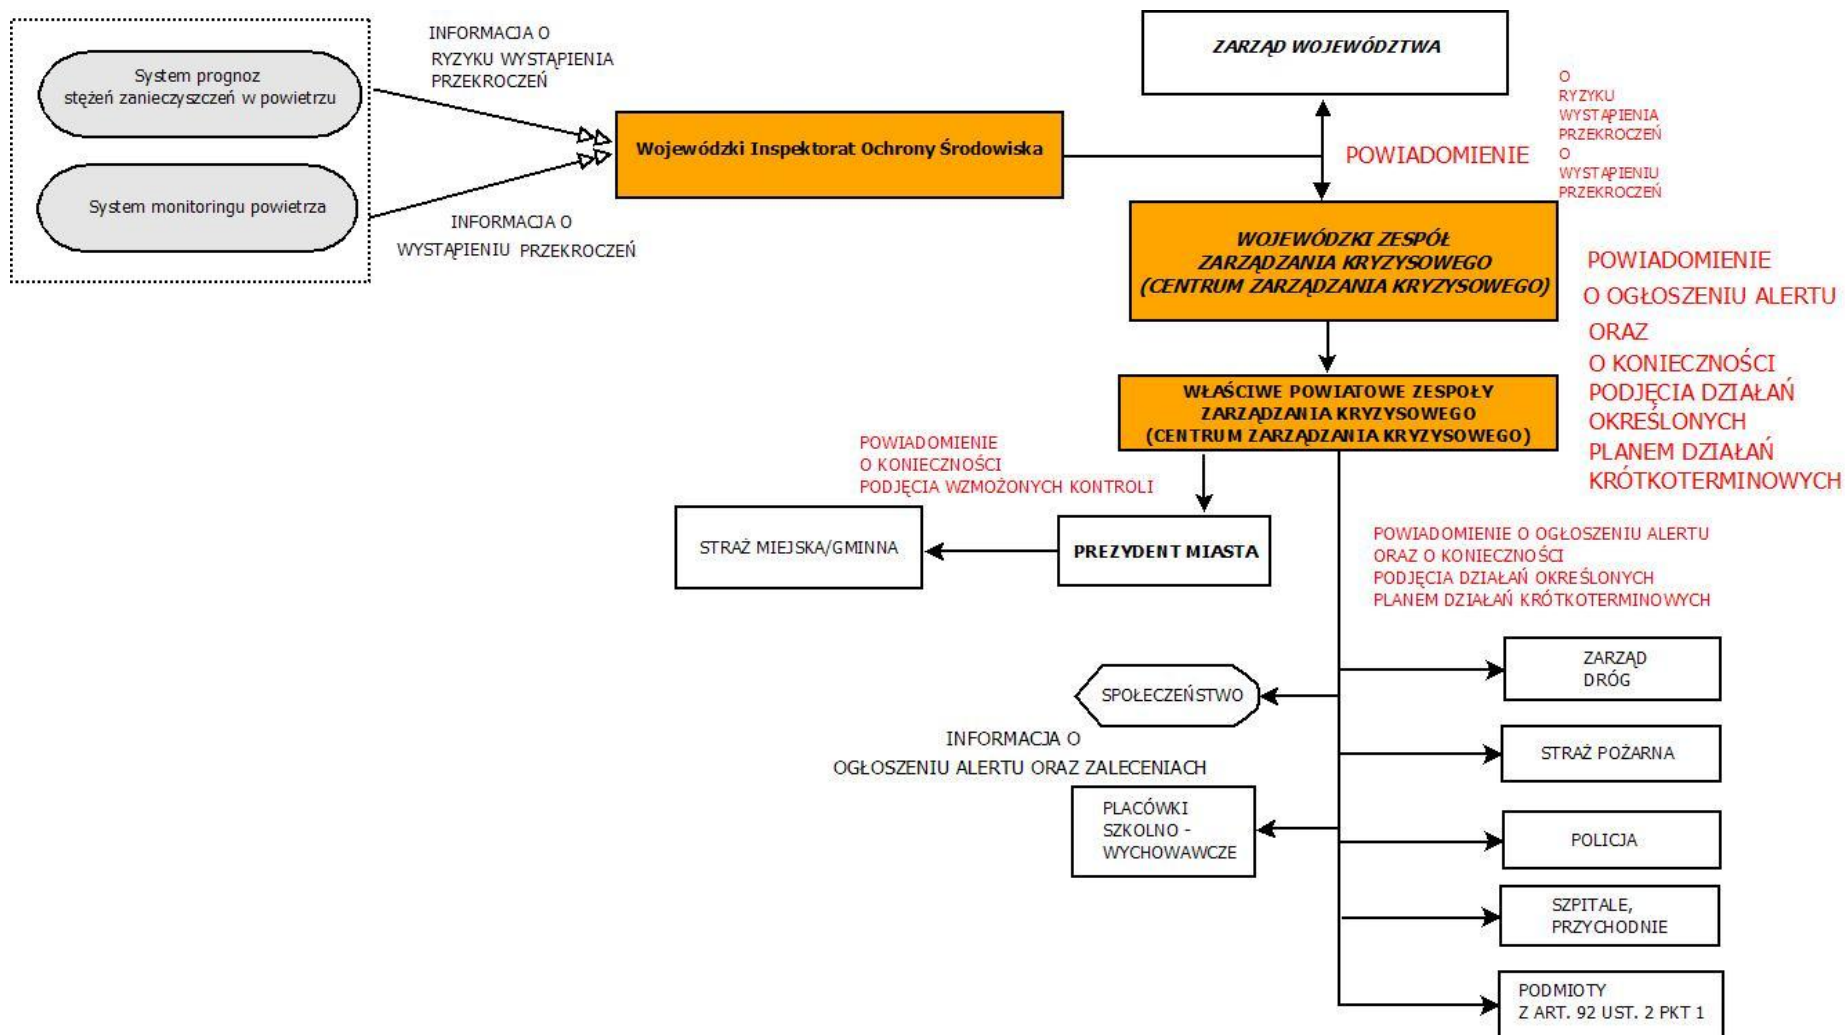 System prognoz
stężeń zanieczyszczeń w powietrzu
System monitoringu powietrza
INFORMACJA O
RYZYKU WYSTĄPIENIA
PRZEKROCZEŃ
INFORMACJA O
WYSTĄPIENIU PRZEKROCZEŃ
Wojewódzki Inspektorat Ochrony Środowiska
ZARZĄD WOJEWÓDZTWA
POWIADOMIENIE
O
RYZYKU
WYSTĄPIENIA
PRZEKROCZEŃ
O
WYSTĄPIENIU
PRZEKROCZEŃ
WOJEWÓDZKI ZESPÓŁ
ZARZĄDZANIA KRYZYSOWEGO
(CENTRUM ZARZĄDZANIA KRYZYSOWEGO)
POWIADOMIENIE
O OGŁOSZENIU ALERTU
ORAZ
O KONIECZNOŚCI
PODJĘCIA DZIAŁAŃ
OKREŚLONYCH
PLANEM DZIAŁAŃ
KRÓTKOTERMINOWYCH
WŁAŚCIWE POWIATOWE ZESPOŁY
ZARZĄDZANIA KRYZYSOWEGO
(CENTRUM ZARZĄDZANIA KRYZYSOWEGO)
POWIADOMIENIE
O KONIECZNOŚCI
PODJĘCIA WZMOŻONYCH KONTROLI
STRAŻ MIEJSKA/GMINNA
PREZYDENT MIASTA
POWIADOMIENIE O OGŁOSZENIU ALERTU
ORAZ O KONIECZNOŚCI
PODJĘCIA DZIAŁAŃ OKREŚLONYCH
PLANEM DZIAŁAŃ KRÓTKOTERMINOWYCH
SPOŁECZEŃSTWO
INFORMACJA O
OGŁOSZENIU ALERTU ORAZ ZALECENIACH
PLACÓWKI
SZKOLNO -
WYCHOWAWCZE
ZARZĄD
DRÓG
STRAŻ POŻARNA
POLICJA
SZPITALE,
PRZYCHODNIE
PODMIOTY
Z ART. 92 UST. 2 PKT 1